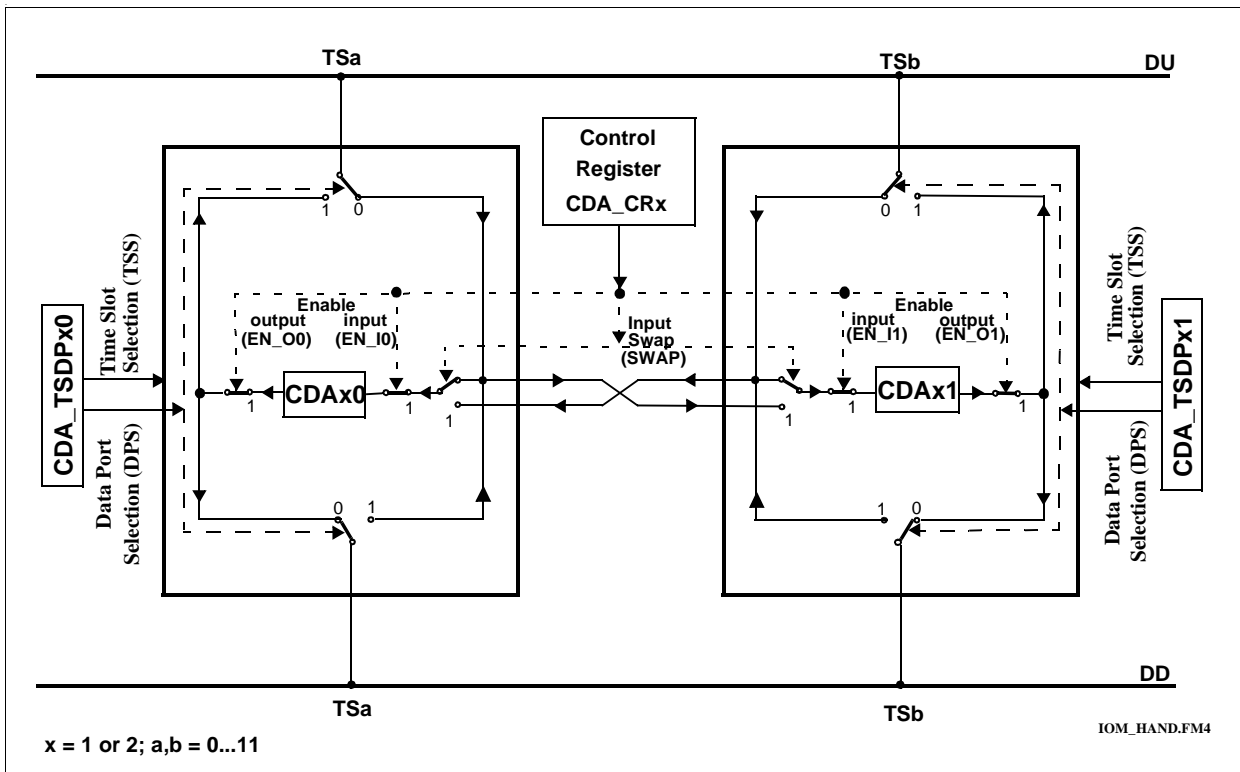 TSa
TSb
DU
Control
Register
CDA_CRx
1
0
0
1
Time Slot
Selection (TSS)
Data Port
Selection (DPS)
CDA_TSDPx0
Enable
output
(EN_O0)
input
(EN_I0)
Input
Swap
(SWAP)
Enable
input
(EN_I1)
output
(EN_O1)
Time Slot
Selection (TSS)
Data Port
Selection (DPS)
CDA_TSDPx1
1
CDAx0
1
1
1
1
CDAx1
1
0
1
1
0
DD
TSa
TSb
x = 1 or 2; a,b = 0...11
IOM_HAND.FM4